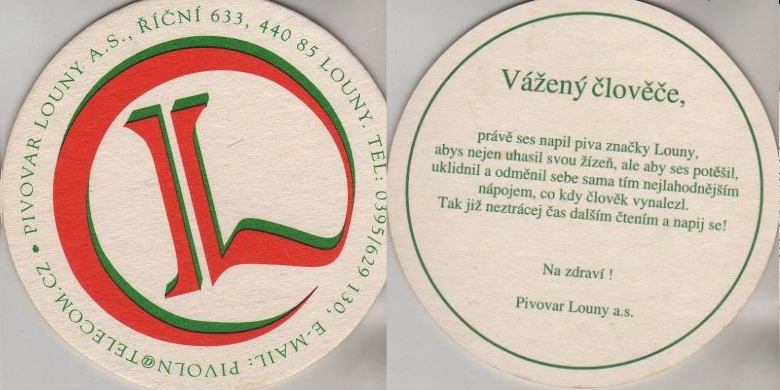 PIVOVAR LOUNY A.S., ŘÍČNÍ 633, 440 85 LOUNY. TEL: 0395/629 130, E-MAIL: PIVOLN@TELECOM.CZ •
L
Vážený člověče,
právě ses napil piva značky Louny,
abys nejen uhasil svou žízeň, ale aby ses potěšil,
uklidnil a odměnil sebe sama tím nejlahodnějším
nápojem, co kdy člověk vynalezl.
Tak již neztrácej čas dalším čtením a napij se!
Na zdraví !
Pivovar Louny a.s.